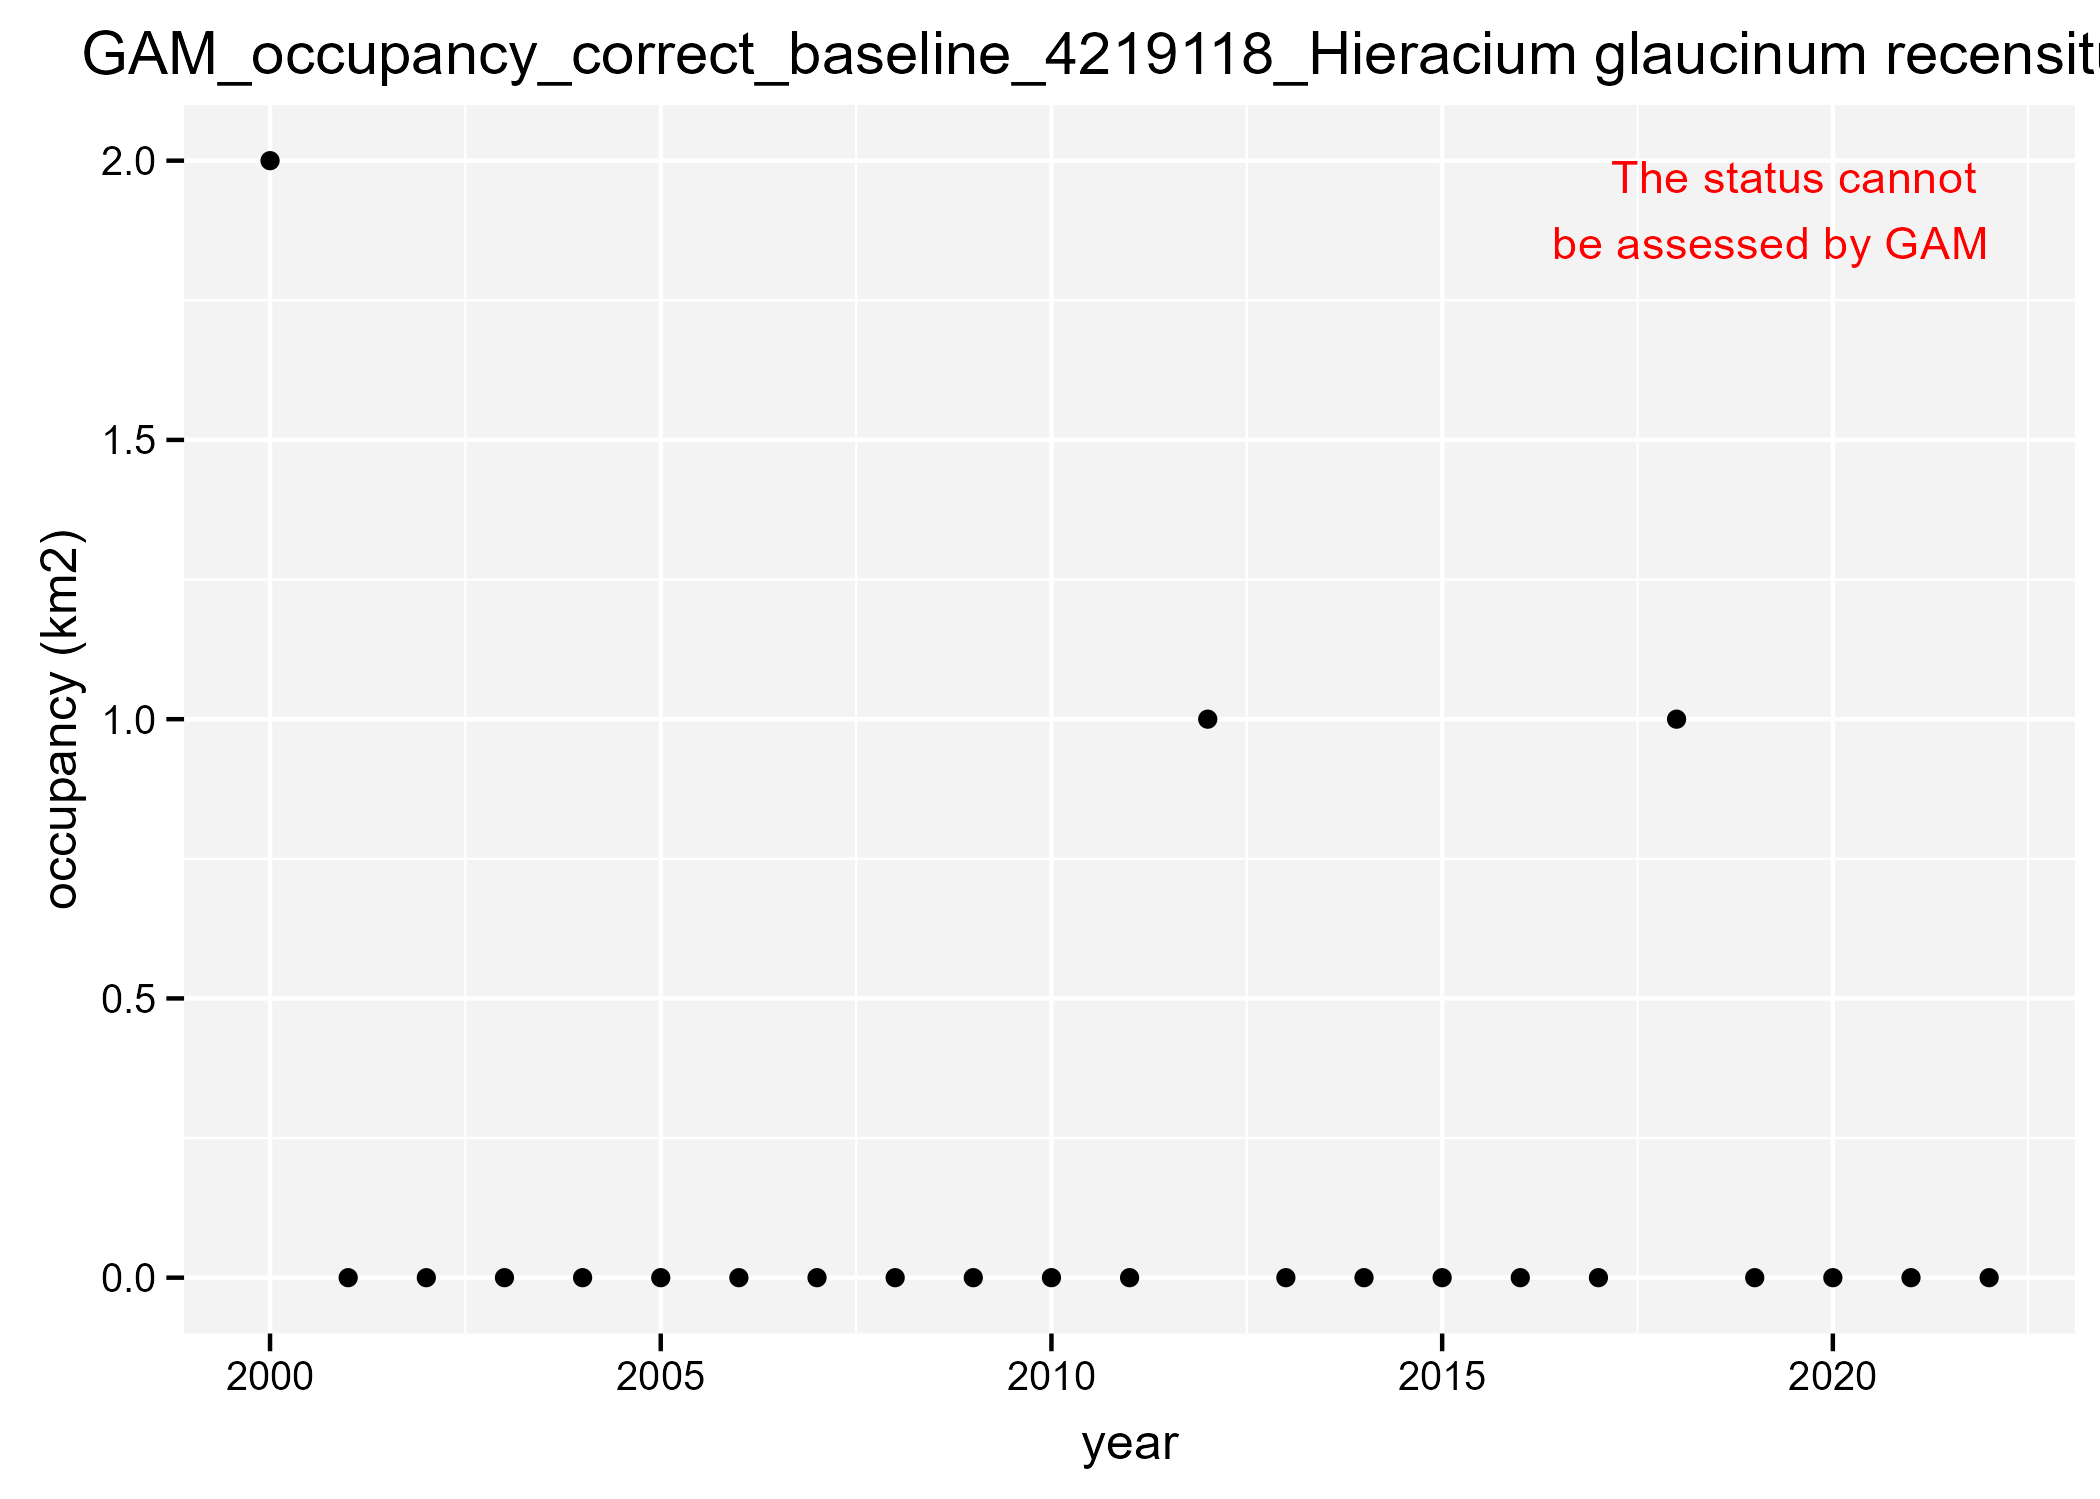 GAM_occupancy_correct_baseline_4219118_Hieracium glaucinum
2.0
The status cannot
be assessed by GAM
1.5
occupancy (km2)
1.0
0.5
0.0
2000 2005 2010 2015 2020
year